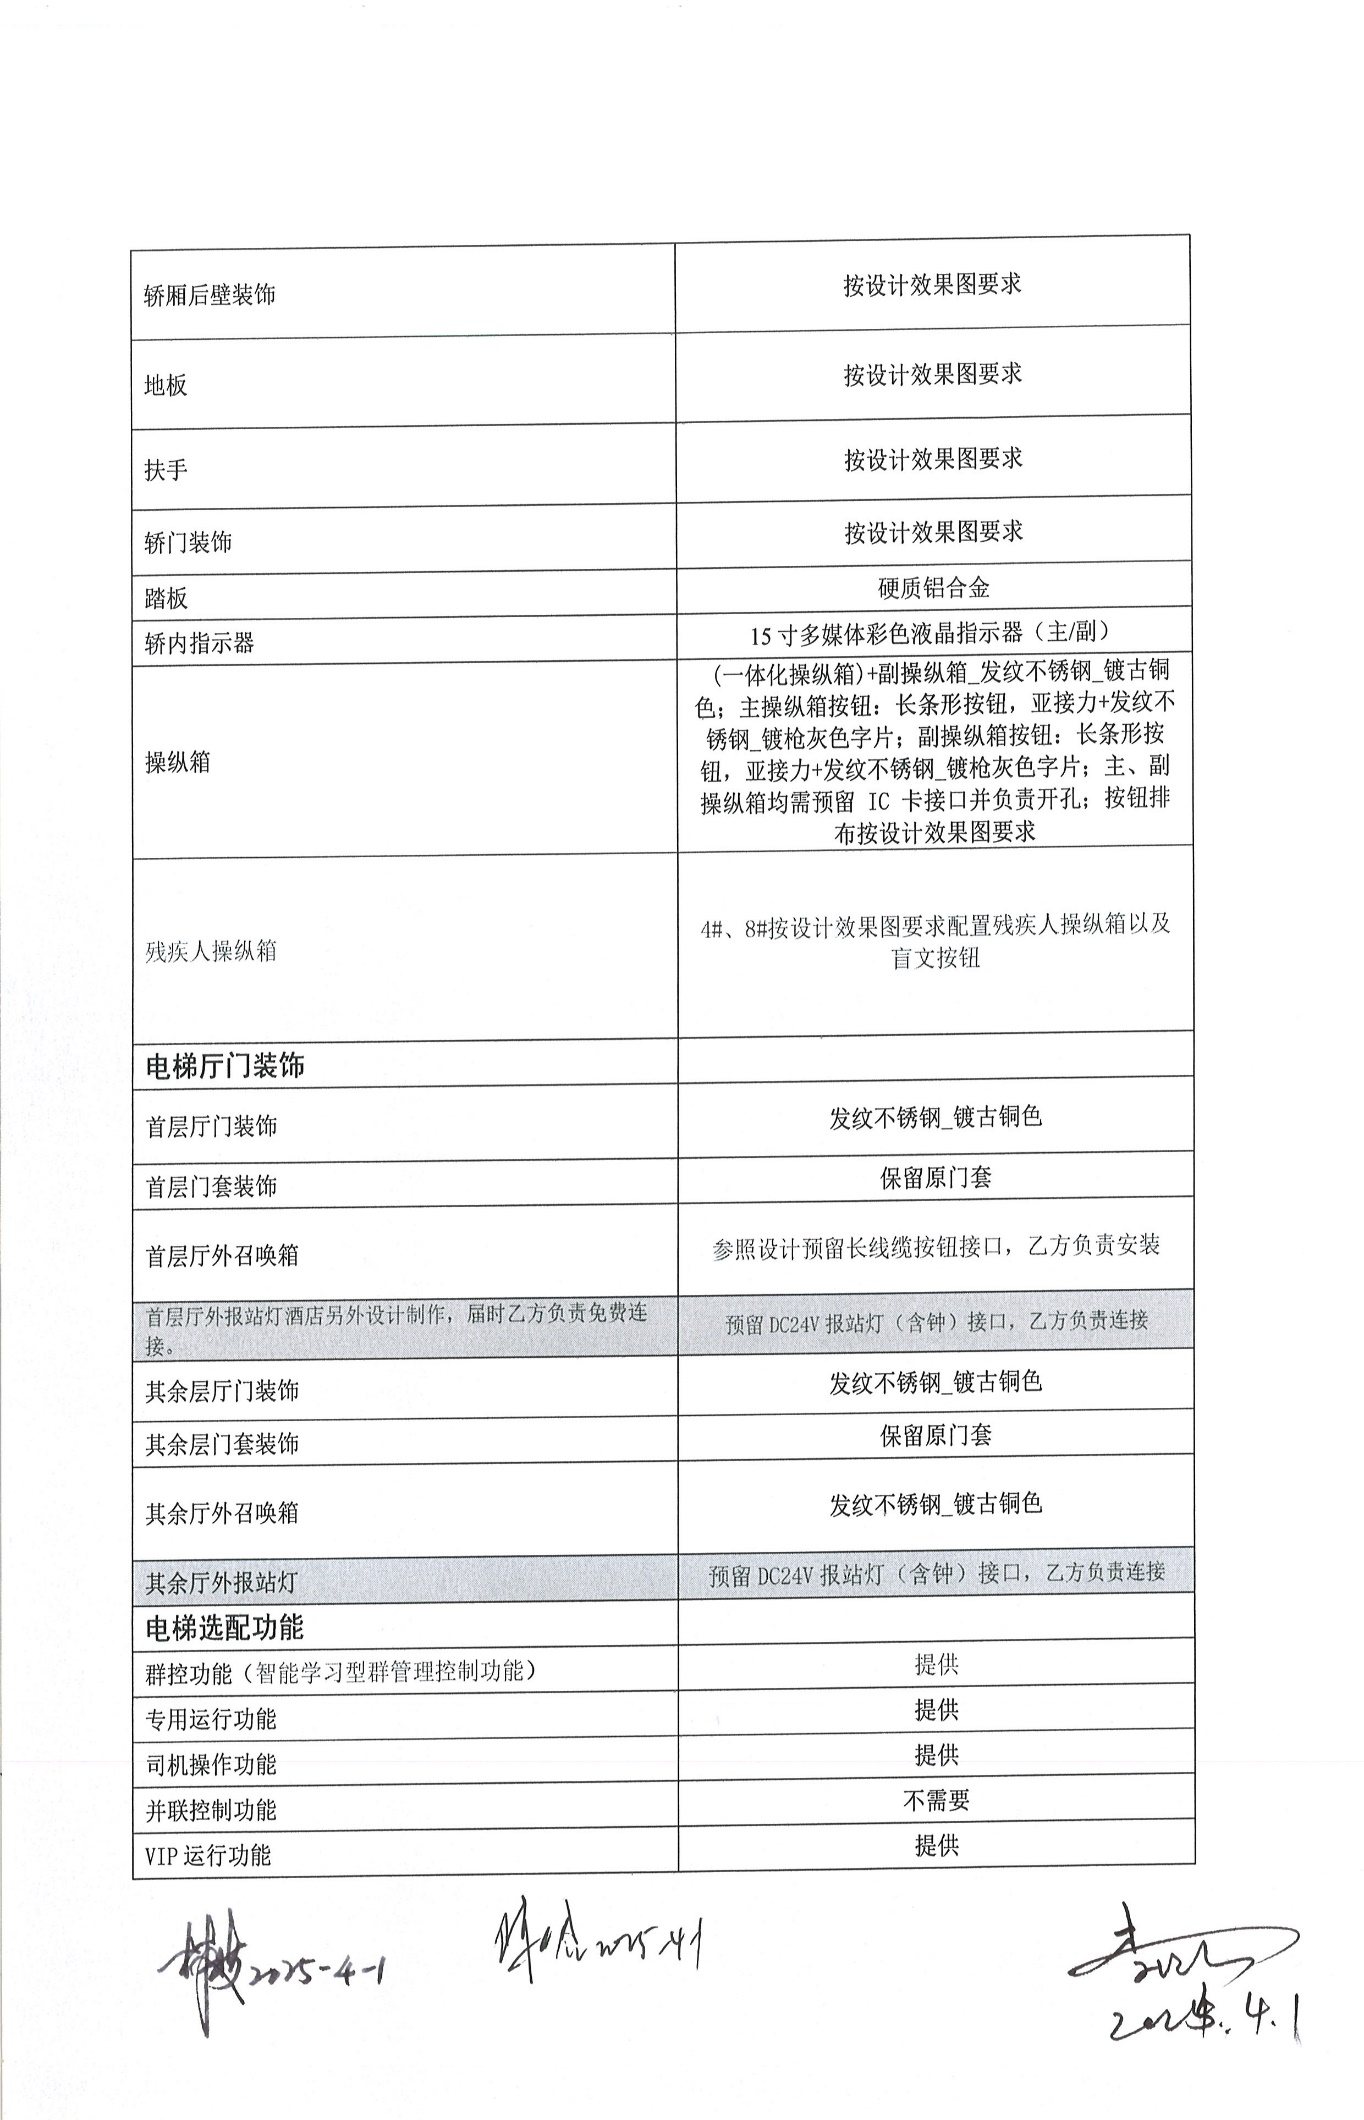 轿厢后壁装饰
按设计效果图要求
地板
按设计效果图要求
扶手
按设计效果图要求
轿门装饰
按设计效果图要求
踏板
硬质铝合金
轿内指示器
15寸多媒体彩色液晶指示器（主/副）
操纵箱
(一体化操纵箱)+副操纵箱_发纹不锈钢_镀古铜
色；主操纵箱按钮：长条形按钮，亚接力+发纹不
锈钢_镀枪灰色字片；副操纵箱按钮：长条形按
钮，亚接力+发纹不锈钢_镀枪灰色字片；主、副
操纵箱均需预留 IC 卡接口并负责开孔；按钮排
布按设计效果图要求
残疾人操纵箱
4#、8#按设计效果图要求配置残疾人操纵箱以及
盲文按钮
电梯厅门装饰
首层厅门装饰
发纹不锈钢_镀古铜色
首层门套装饰
保留原门套
首层厅外召唤箱
参照设计预留长线缆按钮接口，乙方负责安装
首层厅外报站灯酒店另外设计制作，届时乙方负责免费连
接。
预留DC24V报站灯（含钟）接口，乙方负责连接
其余层厅门装饰
发纹不锈钢_镀古铜色
其余层门套装饰
保留原门套
其余厅外召唤箱
发纹不锈钢_镀古铜色
其余厅外报站灯
预留DC24V报站灯（含钟）接口，乙方负责连接
电梯选配功能
群控功能（智能学习型群管理控制功能）
提供
专用运行功能
提供
司机操作功能
提供
并联控制功能
不需要
VIP运行功能
提供
2025-4-1
2025.4.1
2025.4.1